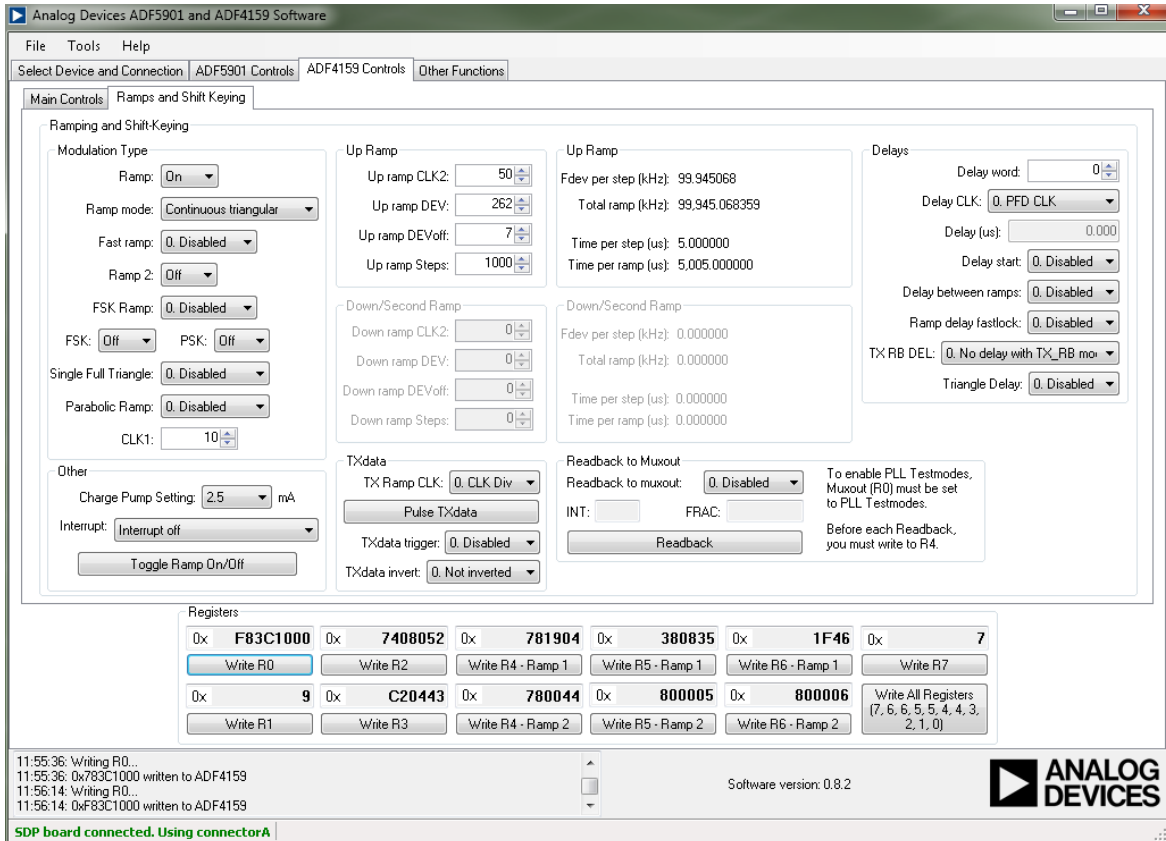 Analog Devices ADF5901 and ADF4159 Software
File Tools Help
Select Device and Connection ADF5901 Controls ADF4159 Controls Other Functions
Main Controls Ramps and Shift Keying
Ramping and Shift-Keying
Modulation Type
Ramp: On
Ramp mode: Continuous triangular
Fast ramp: 0. Disabled
Ramp 2: Off
FSK Ramp: 0. Disabled
FSK: Off PSK: Off
Single Full Triangle: 0. Disabled
Parabolic Ramp: 0. Disabled
CLK1: 10
Other
Charge Pump Setting: 2.5 mA
Interrupt: Interrupt off
Toggle Ramp On/Off
Up Ramp
Up ramp CLK2: 50
Up ramp DEV: 262
Up ramp DEVoff: 7
Up ramp Steps: 1000
Down/Second Ramp
Down ramp CLK2: 0
Down ramp DEV: 0
Down ramp DEVoff: 0
Down ramp Steps: 0
TXdata
TX Ramp CLK: 0. CLK Div
Pulse TXdata
TXdata trigger: 0. Disabled
TXdata invert: 0. Not inverted
Up Ramp
Fdev per step (kHz): 99.945068
Total ramp (kHz): 99,945.068359
Time per step (us): 5.000000
Time per ramp (us): 5,005.000000
Down/Second Ramp
Fdev per step (kHz): 0.000000
Total ramp (kHz): 0.000000
Time per step (us): 0.000000
Time per ramp (us): 0.000000
Readback to Muxout
Readback to muxout: 0. Disabled
INT: FRAC:
Readback
To enable PLL Testmodes,
Muxout (R0) must be set
to PLL Testmodes.
Before each Readback,
you must write to R4.
Delays
Delay word: 0
Delay CLK: 0. PFD CLK
Delay (us): 0.000
Delay start: 0. Disabled
Delay between ramps: 0. Disabled
Ramp delay fastlock: 0. Disabled
TX RB DEL: 0. No delay with TX_RB mo
Triangle Delay: 0. Disabled
Registers
0x F83C1000 0x 7408052 0x 781904 0x 380835 0x 1F46 0x 7
Write R0 Write R2 Write R4 - Ramp 1 Write R5 - Ramp 1 Write R6 - Ramp 1 Write R7
0x 9 0x C20443 0x 780044 0x 800005 0x 800006
Write R1 Write R3 Write R4 - Ramp 2 Write R5 - Ramp 2 Write R6 - Ramp 2
Write All Registers
(7, 6, 6, 5, 5, 4, 4, 3,
2, 1, 0)
11:55:36: Writing R0...
11:55:36: 0x783C1000 written to ADF4159
11:56:14: Writing R0...
11:56:14: 0xF83C1000 written to ADF4159
Software version: 0.8.2
ANALOG
DEVICES
SDP board connected. Using connectorA